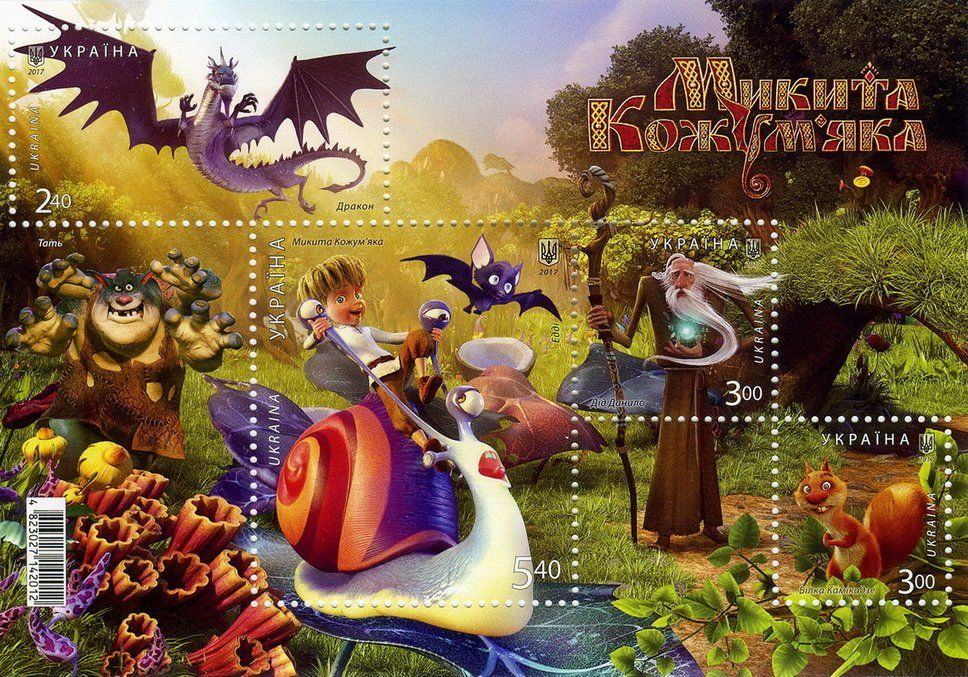 УКРАЇНА
2017
UKRAINA
2.40
Дракон
Микита
Кожум'яка
Тать
Микита Кожум'яка
УКРАЇНА
UKRAINA
2017
Едді
5.40
УКРАЇНА
UKRAINA
Дід Данило
3.00
УКРАЇНА
UKRAINA
Білка Камікадзе
3.00
4 823027 142012